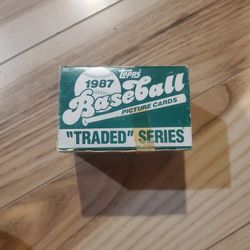 TOPPS
1987
Baseball
PICTURE CARDS
"TRADED" SERIES